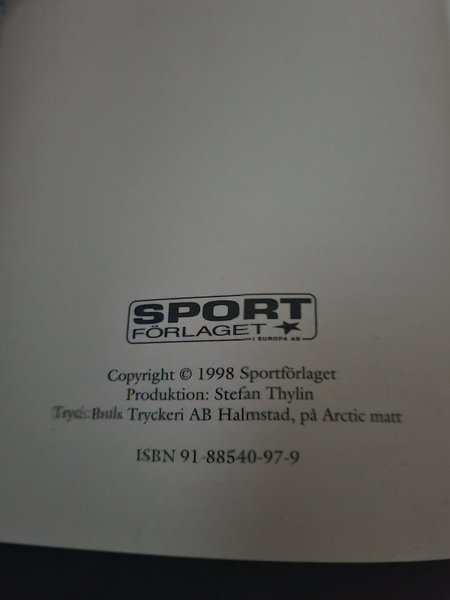 SPORT
FÖRLAGET
I EUROPA AB
Copyright © 1998 Sportförlaget
Produktion: Stefan Thylin
Tryckeri AB Halmstad, på Arctic matt
ISBN 91-88540-97-9